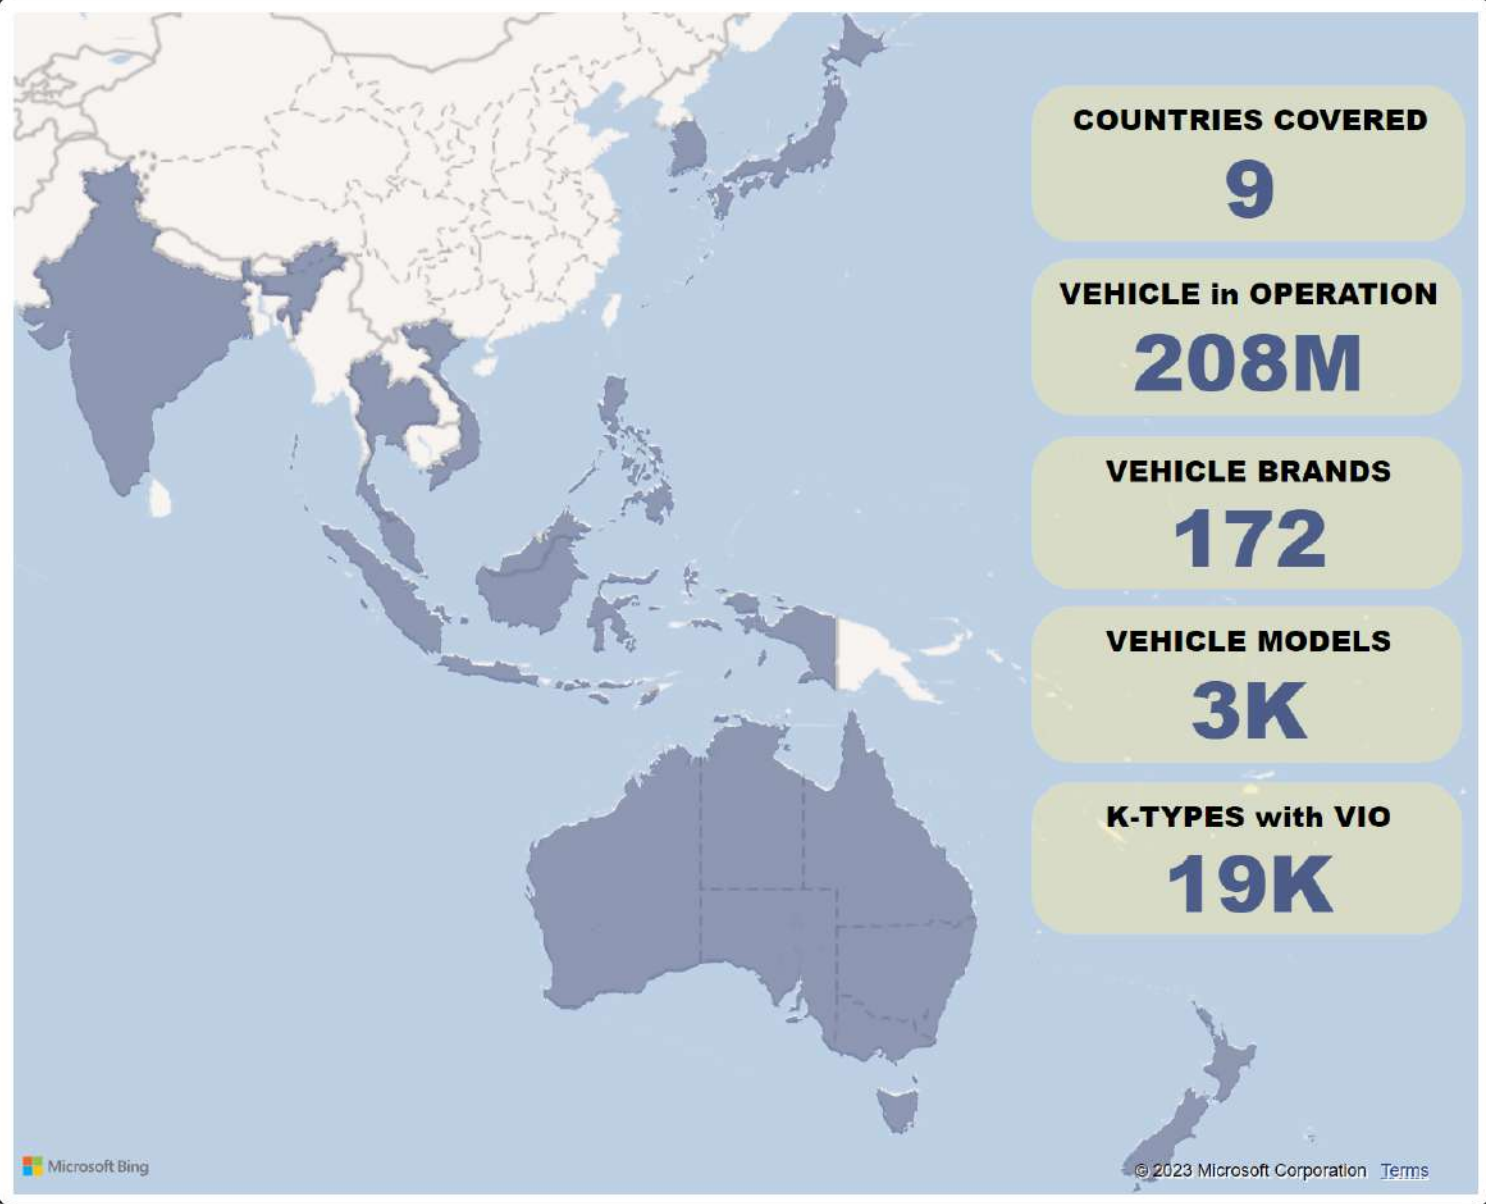 COUNTRIES COVERED
9
VEHICLE in OPERATION
208M
VEHICLE BRANDS
172
VEHICLE MODELS
3K
K-TYPES with VIO
19K
Microsoft Bing
© 2023 Microsoft Corporation Terms